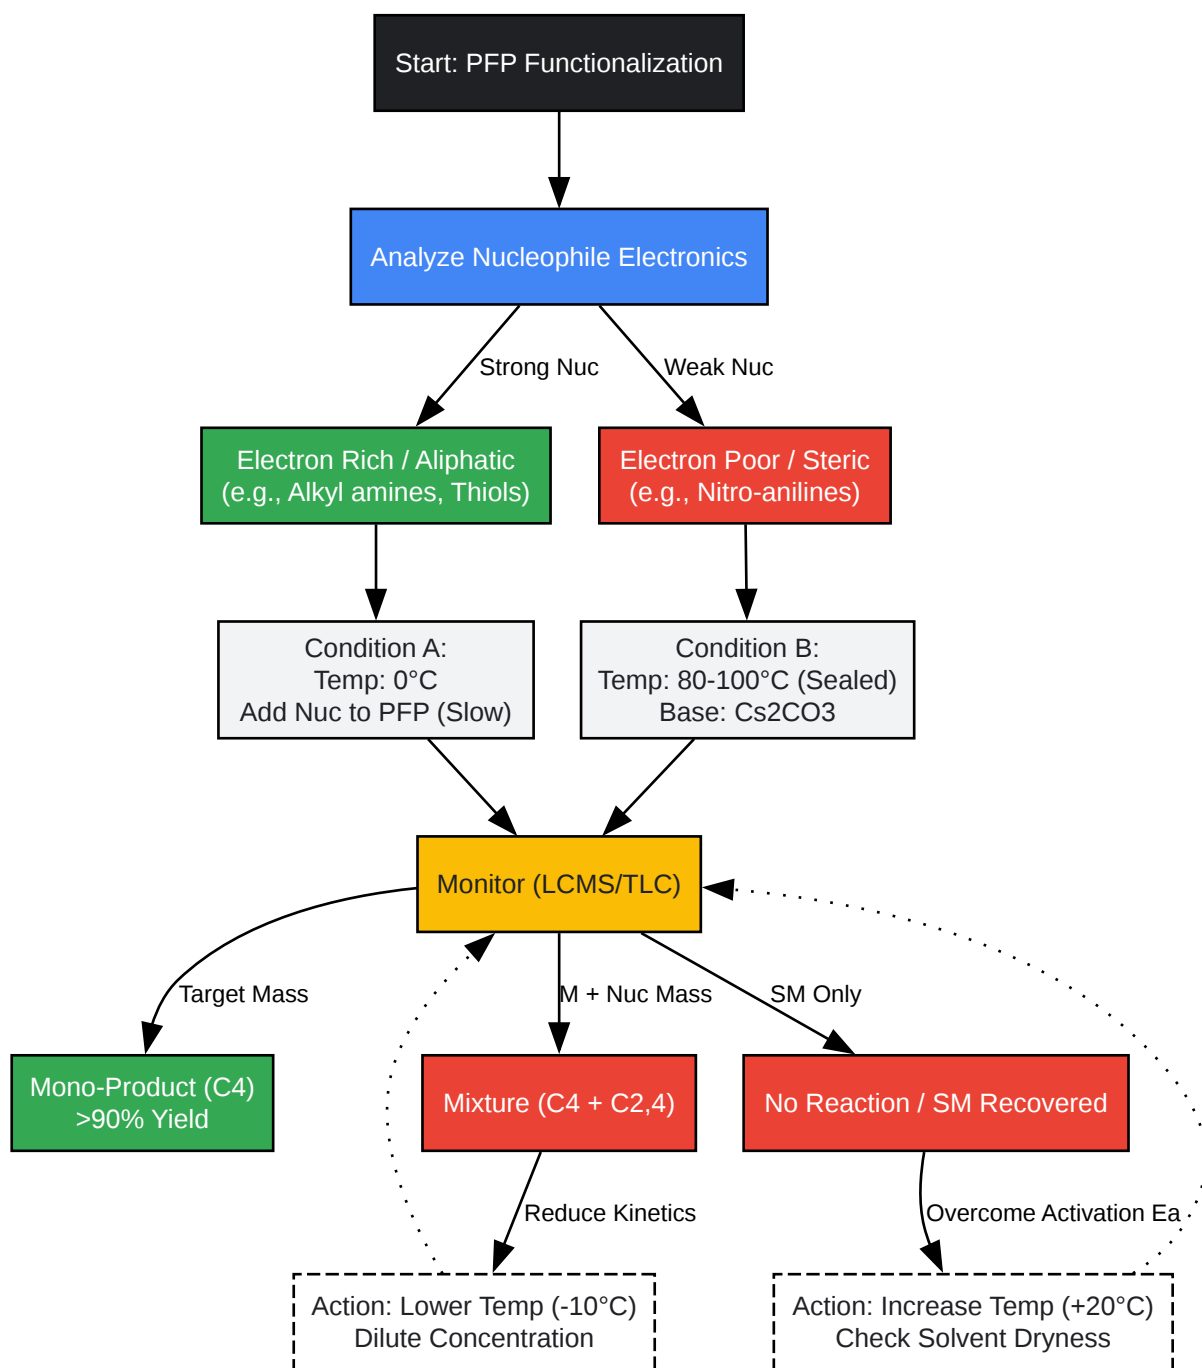 Start: PFP Functionalization
Analyze Nucleophile Electronics
Strong Nuc
Weak Nuc
Electron Rich / Aliphatic
(e.g., Alkyl amines, Thiols)
Electron Poor / Steric
(e.g., Nitro-anilines)
Condition A:
Temp: 0°C
Add Nuc to PFP (Slow)
Condition B:
Temp: 80-100°C (Sealed)
Base: Cs2CO3
Monitor (LCMS/TLC)
Target Mass
M + Nuc Mass
SM Only
Mono-Product (C4)
>90% Yield
Mixture (C4 + C2,4)
No Reaction / SM Recovered
Reduce Kinetics
Overcome Activation Ea
Action: Lower Temp (-10°C)
Dilute Concentration
Action: Increase Temp (+20°C)
Check Solvent Dryness